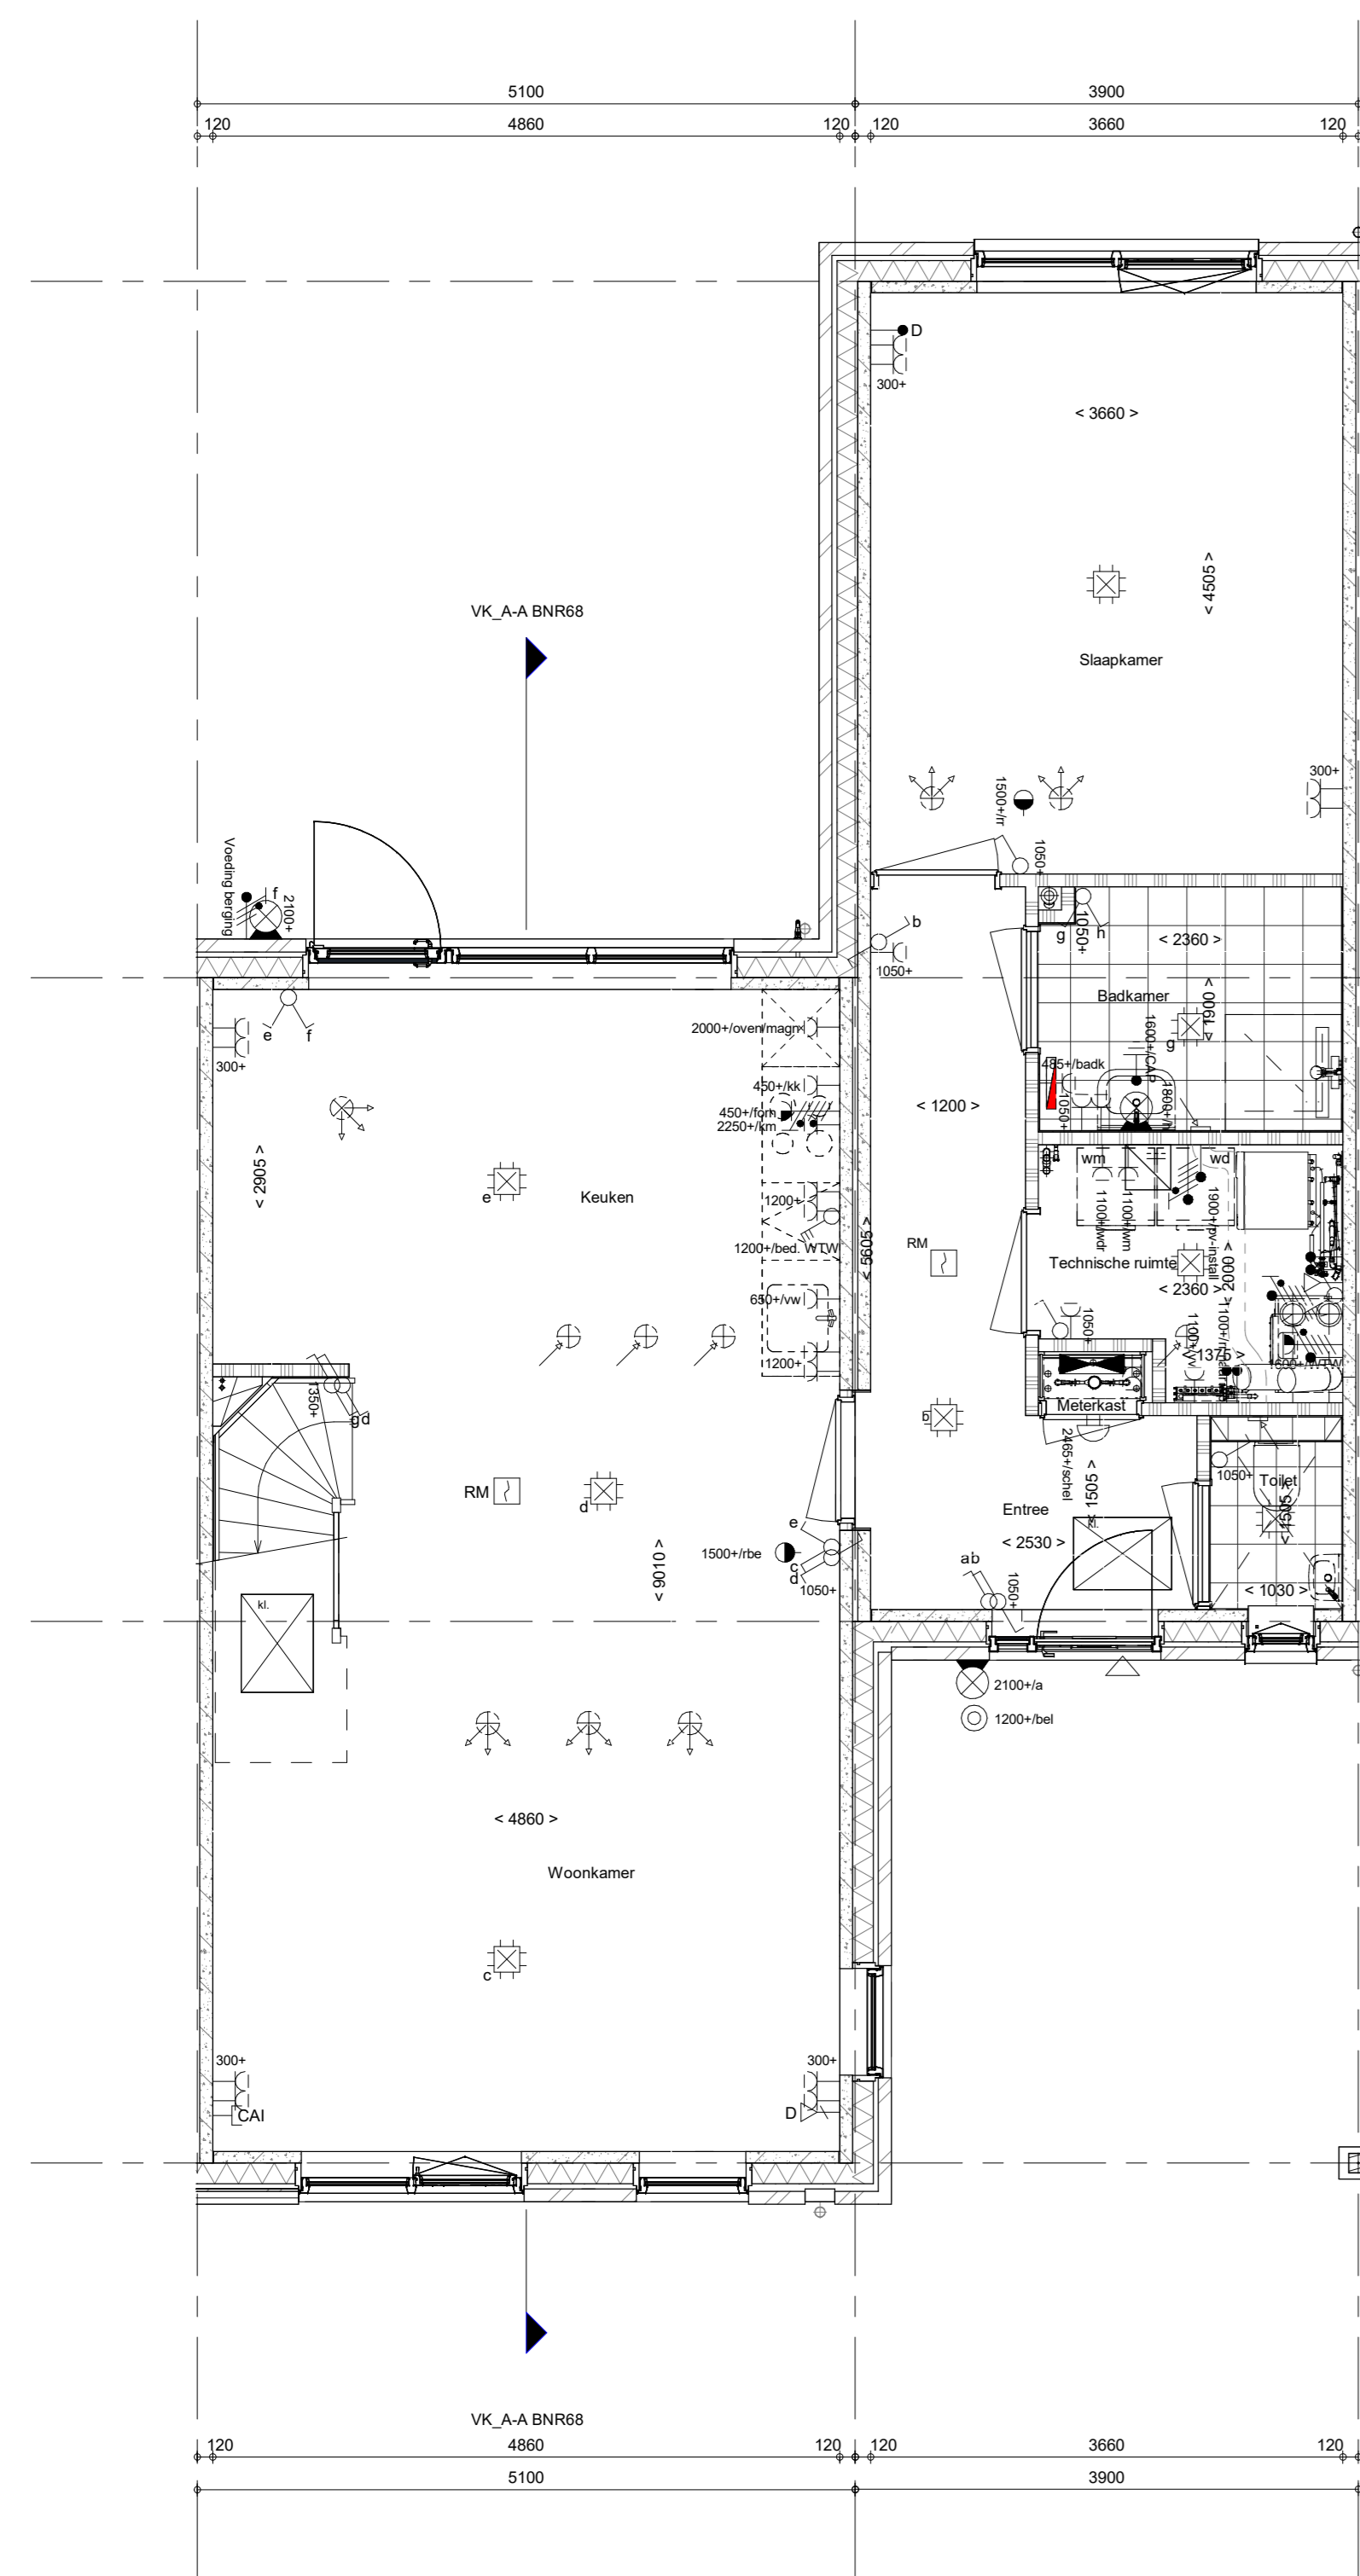 5100
3900
120
4860
120
120
3660
120
D
300+
< 3660 >
< 4505 >
VK_A-A BNR68
Slaapkamer
300+
1500+/rr
1050+
Voeding berging
f
2100+
b
1050+
g
1050+
h
< 2360 >
Badkamer
< 1900 >
g
1600+/CAP
485+/badk
1050+
e
f
300+
2000+/oven/magn
450+/kk
450+/forn
2250+/km
< 1200 >
< 2905 >
e
Keuken
1200+
1200+/bed. WTW
650+/vw
1200+
< 5605 >
RM
wm
wd
1100+/wdr
1100+/wm
1900+/pv-install
Technische ruimte
< 2000 >
< 2360 >
1050+
1100+/vv
< 1375 >
1600+/WTW
1350+
gd
b
Meterkast
2465+/schel
< 1505 >
1050+
Toilet
< 1505 >
RM
d
Entree
kl.
< 2530 >
e
1500+/rbe
c
d
1050+
< 9010 >
ab
1050+
< 1030 >
kl.
2100+/a
1200+/bel
< 4860 >
Woonkamer
c
300+
CAI
300+
D
VK_A-A BNR68
120
4860
120
120
3660
120
5100
3900